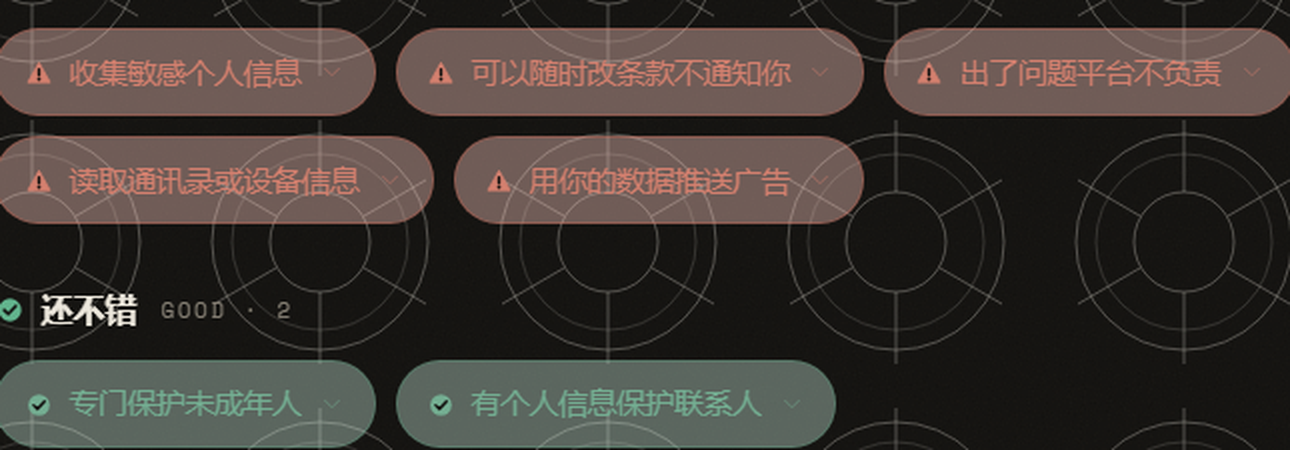 收集敏感个人信息 可以随时改条款不通知你 出了问题平台不负责
读取通讯录或设备信息 用你的数据推送广告
还不错 GOOD · 2
专门保护未成年人 有个人信息保护联系人